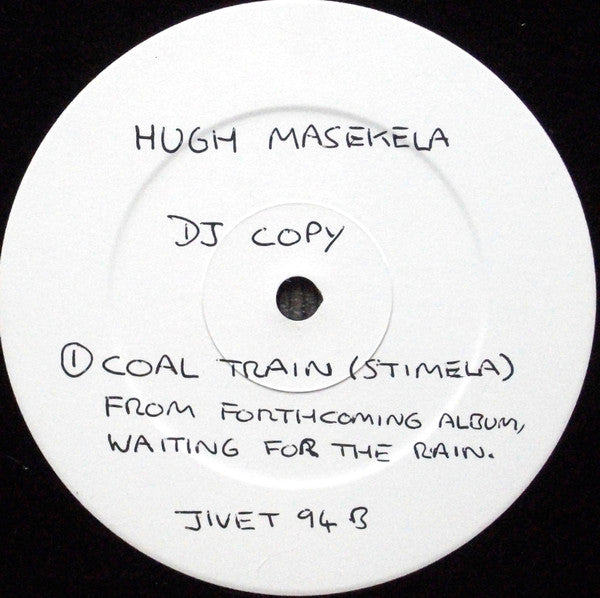 HUGH MASEKELA
DJ COPY
① COAL TRAIN (STIMELA)
FROM FORTHCOMING ALBUM,
WAITING FOR THE RAIN.
JIVET 94 B